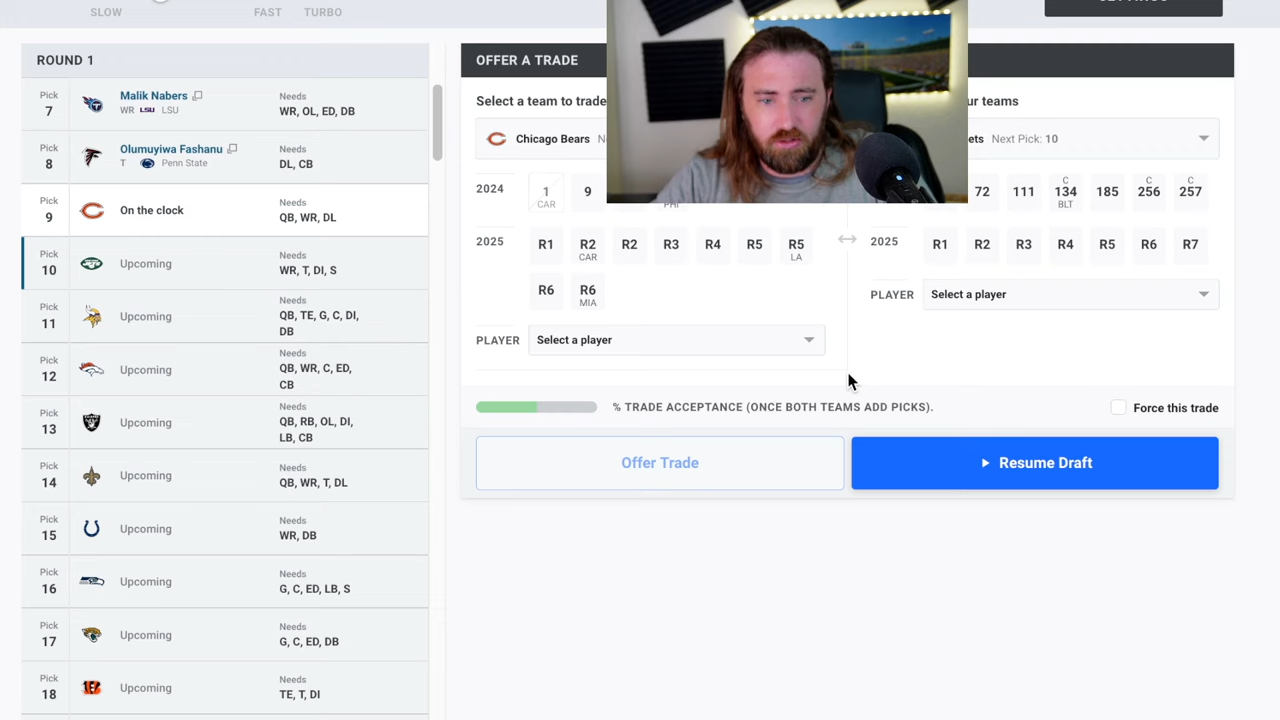 SLOW
FAST
TURBO
ROUND 1
Pick
7
Malik Nabers
WR LSU LSU
Needs
WR, OL, ED, DB
Pick
8
Olumuyiwa Fashanu
T Penn State
Needs
DL, CB
Pick
9
On the clock
Needs
QB, WR, DL
Pick
10
Upcoming
Needs
WR, T, DI, S
Pick
11
Upcoming
Needs
QB, TE, G, C, DI,
DB
Pick
12
Upcoming
Needs
QB, WR, C, ED,
CB
Pick
13
Upcoming
Needs
QB, RB, OL, DI,
LB, CB
Pick
14
Upcoming
Needs
QB, WR, T, DL
Pick
15
Upcoming
Needs
WR, DB
Pick
16
Upcoming
Needs
G, C, ED, LB, S
Pick
17
Upcoming
Needs
G, C, ED, DB
Pick
18
Upcoming
Needs
TE, T, DI
OFFER A TRADE
Select a team to trade
Chicago Bears
2024
1
CAR
9
PHI
2025
R1
R2
CAR
R2
R3
R4
R5
R5
LA
R6
R6
MIA
PLAYER
Select a player
ur teams
ets Next Pick: 10
72
111
C
134
BLT
185
C
256
C
257
2025
R1
R2
R3
R4
R5
R6
R7
PLAYER
Select a player
% TRADE ACCEPTANCE (ONCE BOTH TEAMS ADD PICKS).
Force this trade
Offer Trade
Resume Draft